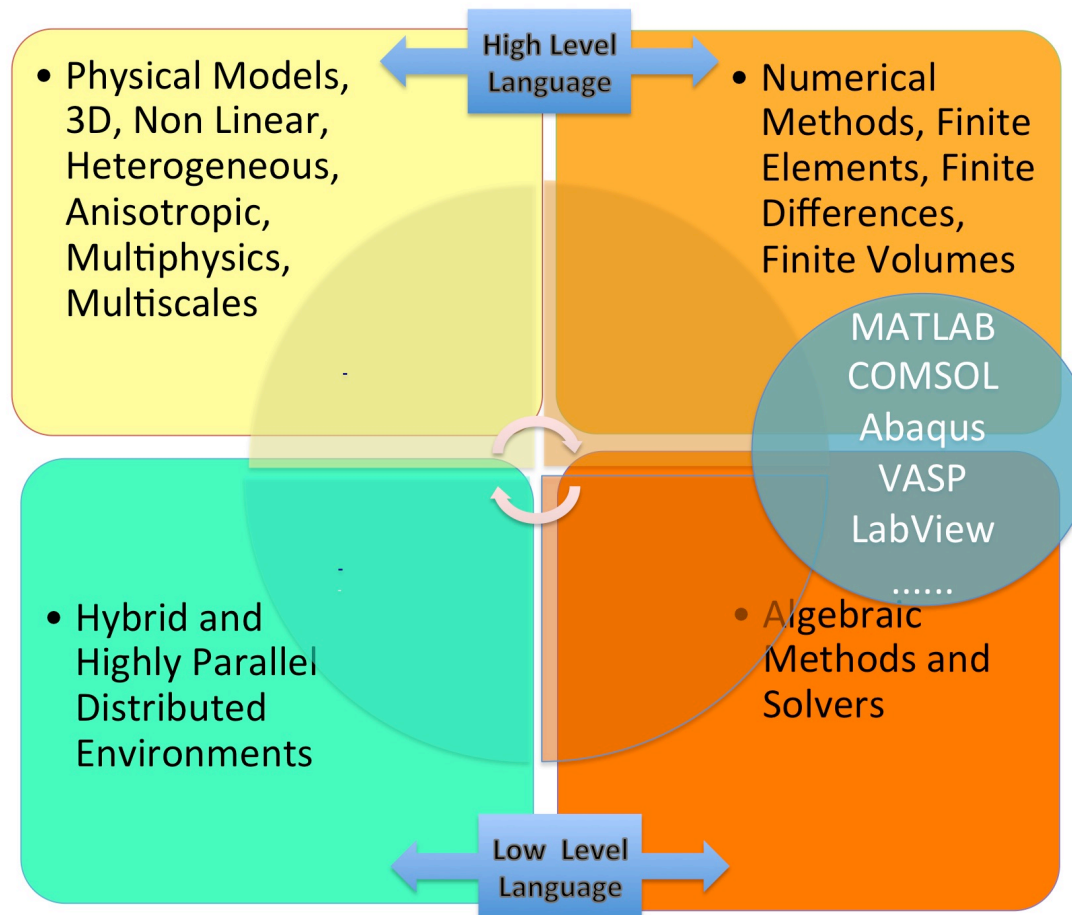 High Level
Language
• Physical Models,
3D, Non Linear,
Heterogeneous,
Anisotropic,
Multiphysics,
Multiscales
• Numerical
Methods, Finite
Elements, Finite
Differences,
Finite Volumes
MATLAB
COMSOL
Abaqus
VASP
LabView
......
• Hybrid and
Highly Parallel
Distributed
Environments
• Algebraic
Methods and
Solvers
Low Level
Language